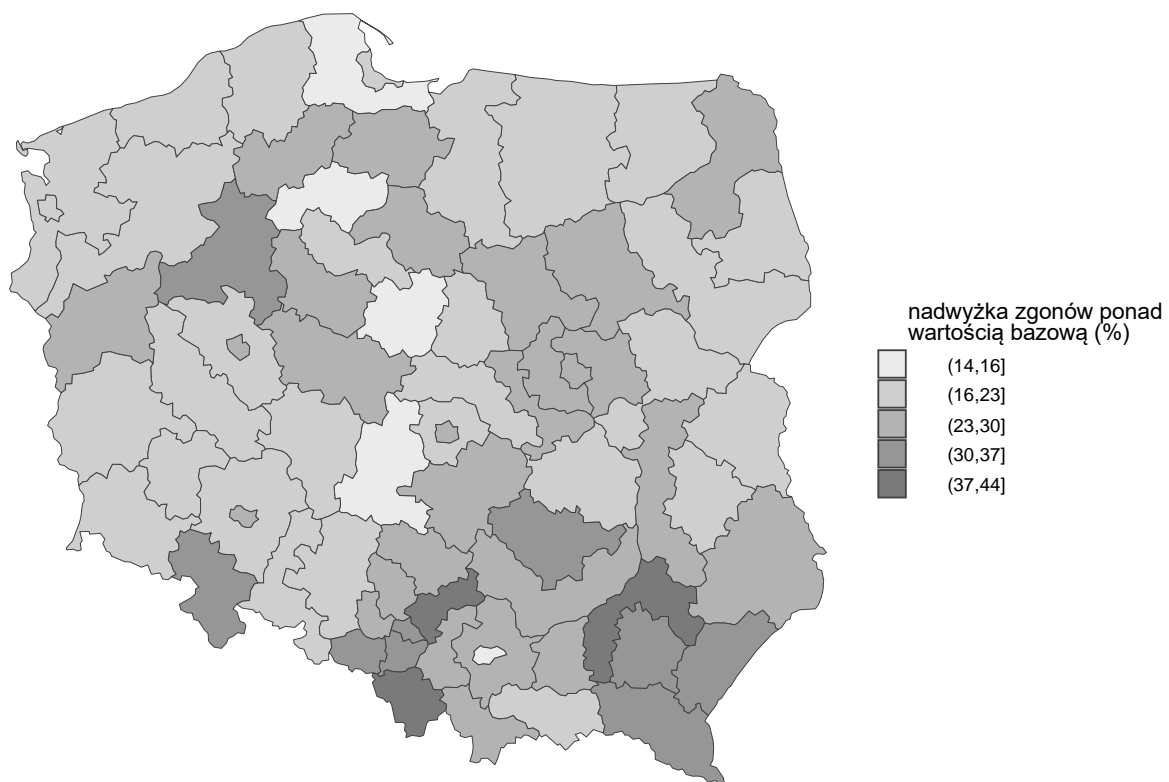 nadwyżka zgonów ponad
wartością bazową (%)
(14,16]
(16,23]
(23,30]
(30,37]
(37,44]